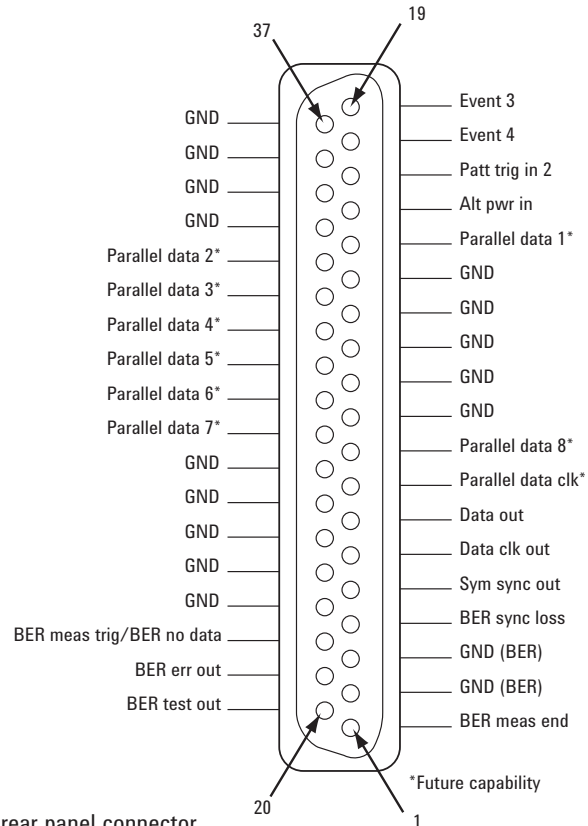 37
19
GND
GND
GND
GND
Parallel data 2*
Parallel data 3*
Parallel data 4*
Parallel data 5*
Parallel data 6*
Parallel data 7*
GND
GND
GND
GND
GND
BER meas trig/BER no data
BER err out
BER test out
Event 3
Event 4
Patt trig in 2
Alt pwr in
Parallel data 1*
GND
GND
GND
GND
GND
Parallel data 8*
Parallel data clk*
Data out
Data clk out
Sym sync out
BER sync loss
GND (BER)
GND (BER)
BER meas end
*Future capability
20
1
rear panel connector